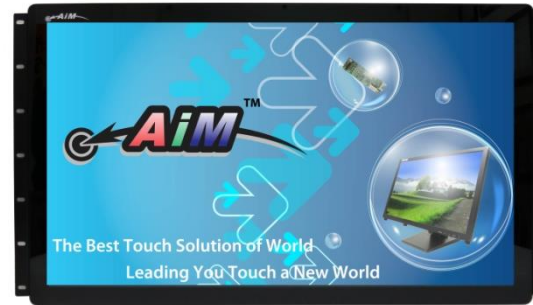 AiM
AiM™
The Best Touch Solution of World
Leading You Touch a New World